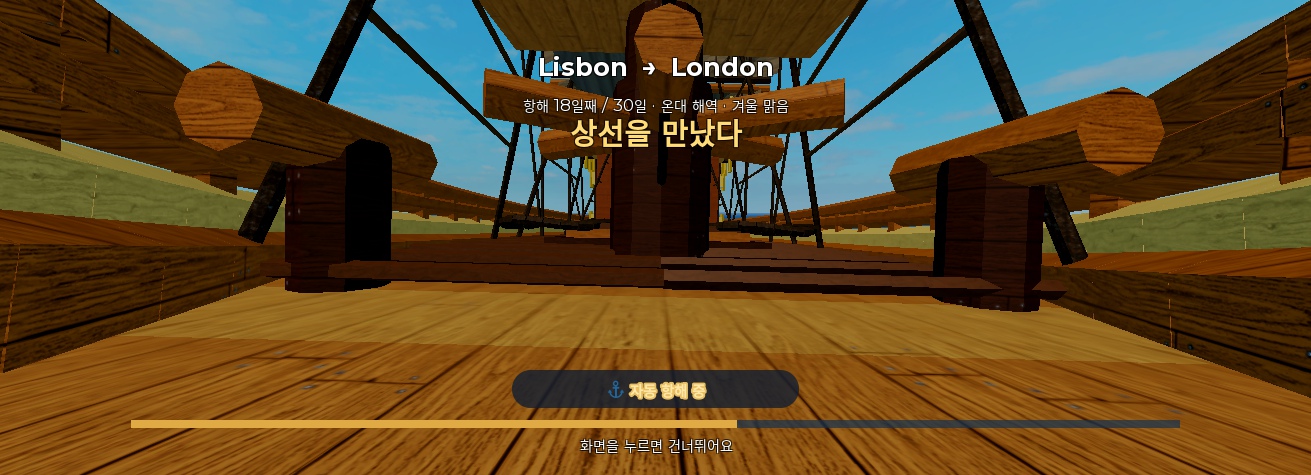 Lisbon → London
항해 18일째 / 30일 · 온대 해역 · 겨울 맑음
상선을 만났다
⚓ 자동 항해 중
화면을 누르면 건너뛰어요